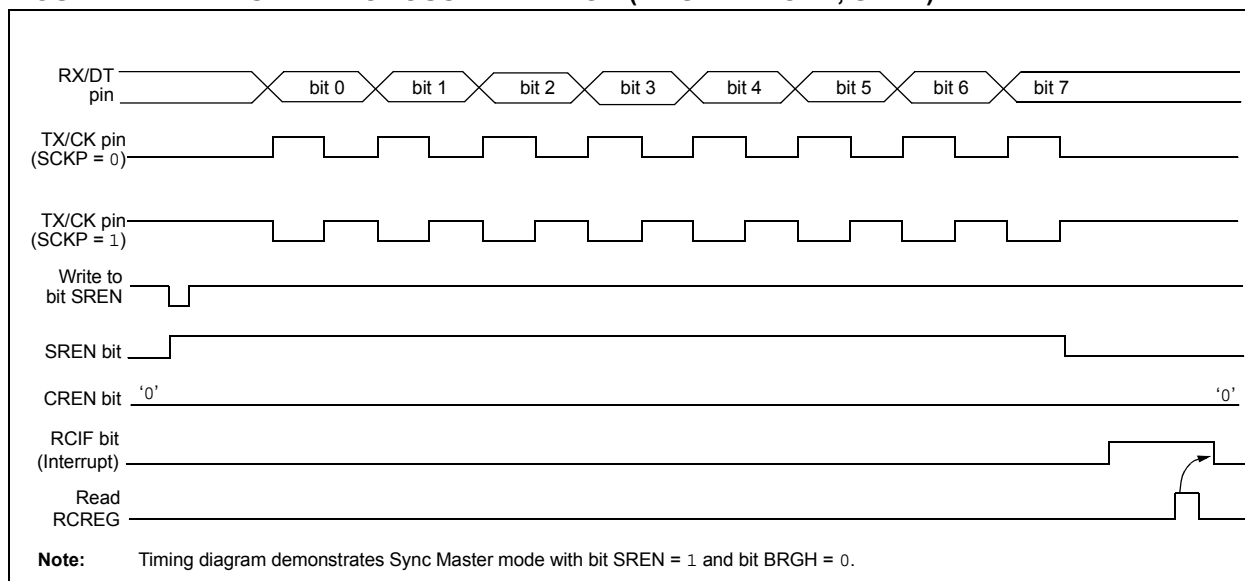 RX/DT
pin
bit 0 bit 1 bit 2 bit 3 bit 4 bit 5 bit 6 bit 7
TX/CK pin
(SCKP = 0)
TX/CK pin
(SCKP = 1)
Write to
bit SREN
SREN bit
CREN bit '0' '0'
RCIF bit
(Interrupt)
Read
RCREG
Note: Timing diagram demonstrates Sync Master mode with bit SREN = 1 and bit BRGH = 0.